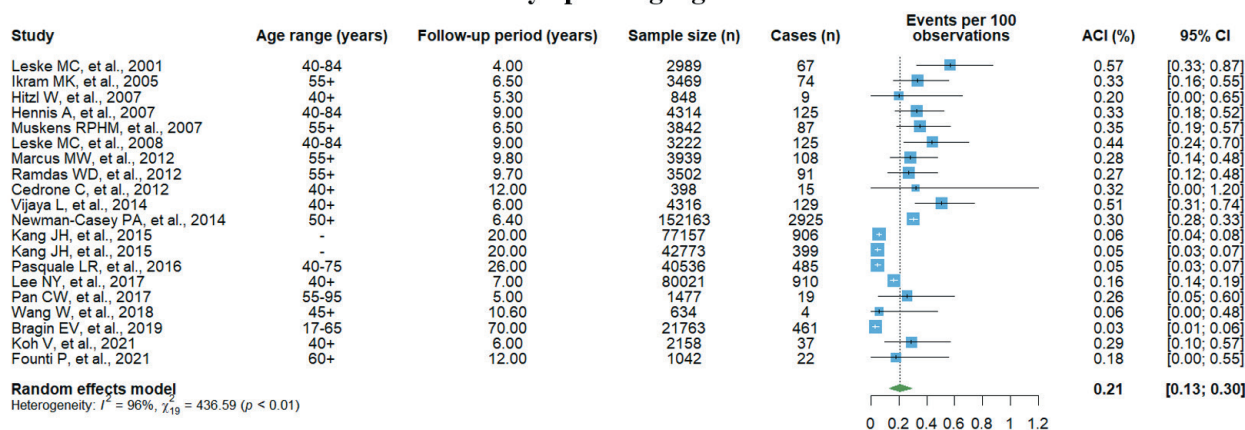 Study Age range (years) Follow-up period (years) Sample size (n) Cases (n) Events per 100 observations ACI (%) 95% CI
Leske MC, et al., 2001 40-84 4.00 2989 67 0.57 [0.33; 0.87]
Ikram MK, et al., 2005 55+ 6.50 3469 74 0.33 [0.16; 0.55]
Hitzl W, et al., 2007 40+ 5.30 848 9 0.20 [0.00; 0.65]
Hennis A, et al., 2007 40-84 9.00 4314 125 0.33 [0.18; 0.52]
Muskens RPHM, et al., 2007 55+ 6.50 3842 87 0.35 [0.19; 0.57]
Leske MC, et al., 2008 40-84 9.00 3222 125 0.44 [0.24; 0.70]
Marcus MW, et al., 2012 55+ 9.80 3939 108 0.28 [0.14; 0.48]
Ramdas WD, et al., 2012 55+ 9.70 3502 91 0.27 [0.12; 0.48]
Cedrone C, et al., 2012 40+ 12.00 398 15 0.32 [0.00; 1.20]
Vijaya L, et al., 2014 40+ 6.00 4316 129 0.51 [0.31; 0.74]
Newman-Casey PA, et al., 2014 50+ 6.40 152163 2925 0.30 [0.28; 0.33]
Kang JH, et al., 2015 - 20.00 77157 906 0.06 [0.04; 0.08]
Kang JH, et al., 2015 - 20.00 42773 399 0.05 [0.03; 0.07]
Pasquale LR, et al., 2016 40-75 26.00 40536 485 0.05 [0.03; 0.07]
Lee NY, et al., 2017 40+ 7.00 80021 910 0.16 [0.14; 0.19]
Pan CW, et al., 2017 55-95 5.00 1477 19 0.26 [0.05; 0.60]
Wang W, et al., 2018 45+ 10.60 634 4 0.06 [0.00; 0.48]
Bragin EV, et al., 2019 17-65 70.00 21763 461 0.03 [0.01; 0.06]
Koh V, et al., 2021 40+ 6.00 2158 37 0.29 [0.10; 0.57]
Founti P, et al., 2021 60+ 12.00 1042 22 0.18 [0.00; 0.55]
Random effects model 0.21 [0.13; 0.30]
Heterogeneity: I² = 96%, χ²₁₉ = 436.59 (p < 0.01)
0 0.2 0.4 0.6 0.8 1 1.2